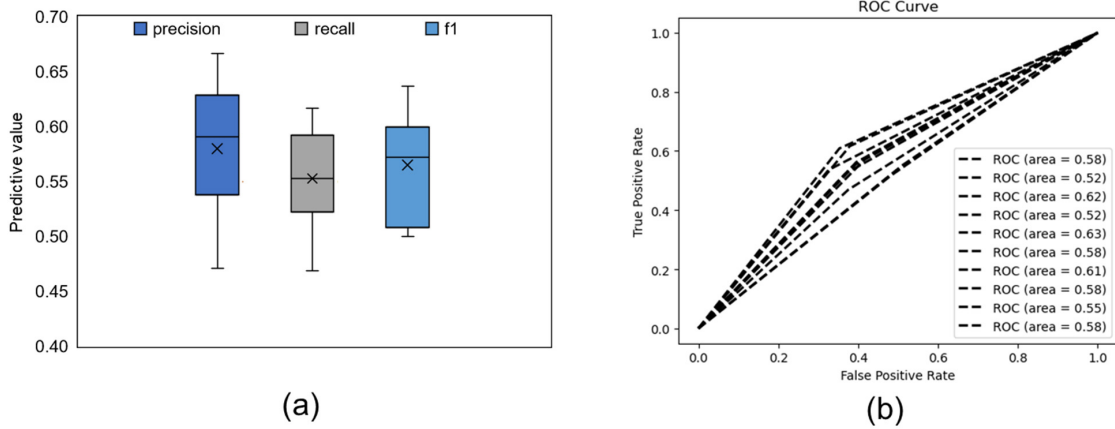 0.70
precision
recall
f1
0.65
0.60
0.55
0.50
0.45
0.40
Predictive value
(a)
ROC Curve
1.0
0.8
0.6
0.4
0.2
0.0
True Positive Rate
ROC (area = 0.58)
ROC (area = 0.52)
ROC (area = 0.62)
ROC (area = 0.52)
ROC (area = 0.63)
ROC (area = 0.58)
ROC (area = 0.61)
ROC (area = 0.58)
ROC (area = 0.55)
ROC (area = 0.58)
0.0 0.2 0.4 0.6 0.8 1.0
False Positive Rate
(b)